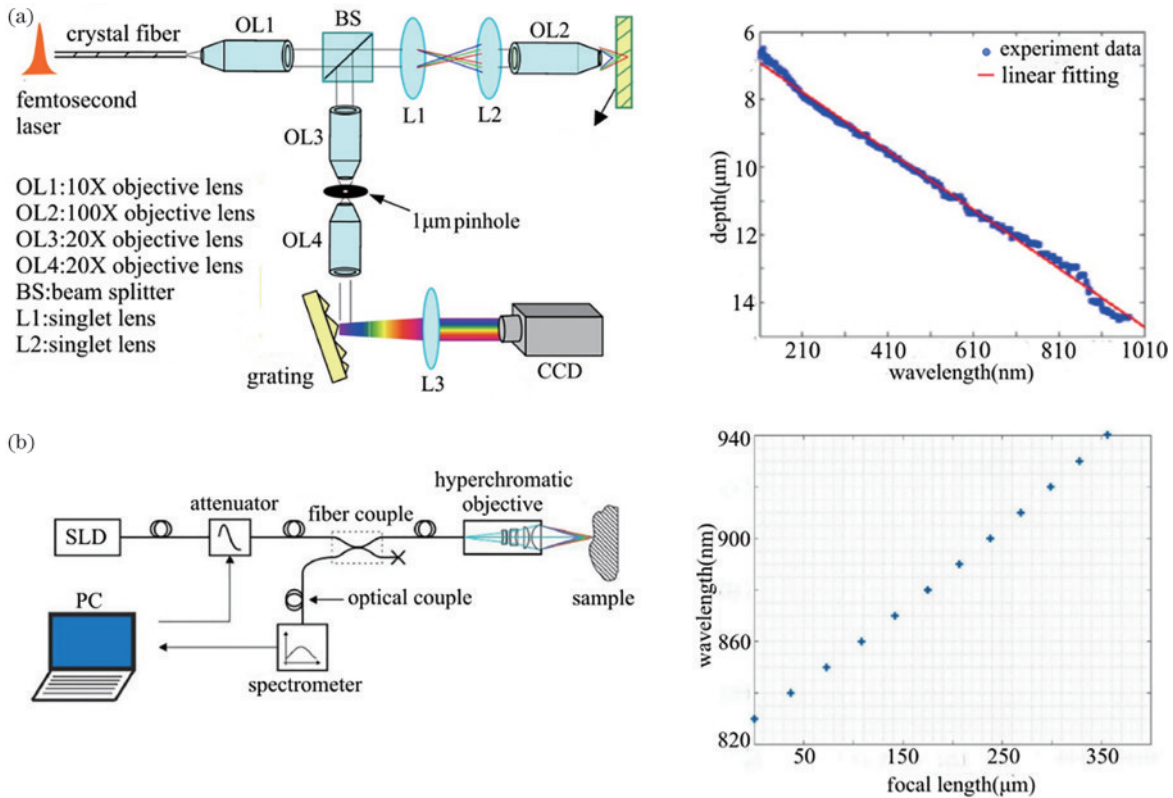 (a)
crystal fiber
OL1
BS
OL2
femtosecond
laser
L1
L2
OL3
OL1:10X objective lens
OL2:100X objective lens
OL3:20X objective lens
OL4:20X objective lens
BS:beam splitter
L1:singlet lens
L2:singlet lens
1μm pinhole
OL4
grating
L3
CCD
experiment data
linear fitting
depth(μm)
6
8
10
12
14
210
410
610
810
1010
wavelength(nm)
(b)
SLD
attenuator
fiber couple
hyperchromatic
objective
sample
PC
optical couple
spectrometer
wavelength(nm)
940
900
860
820
50
150
250
350
focal length(μm)